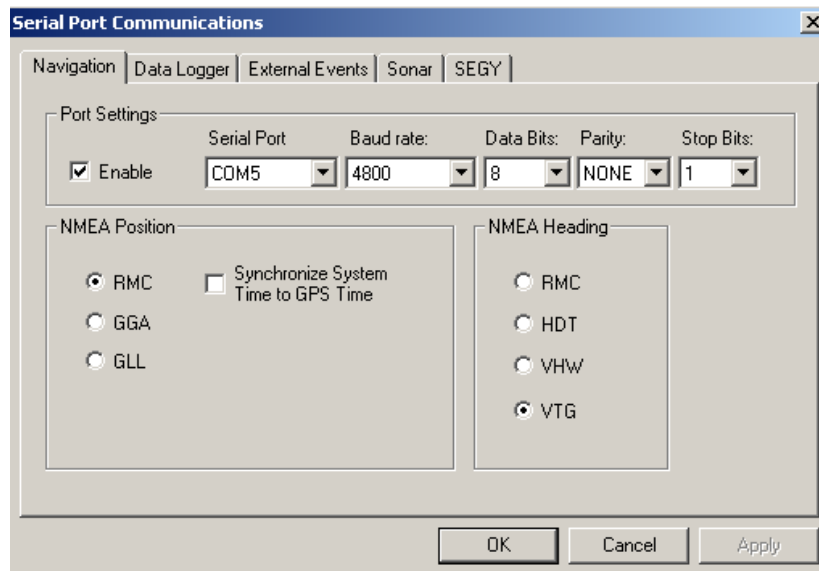 Serial Port Communications
Navigation Data Logger External Events Sonar SEGY
Port Settings
Serial Port Baud rate: Data Bits: Parity: Stop Bits:
Enable COM5 4800 8 NONE 1
NMEA Position
RMC
Synchronize System
Time to GPS Time
GGA
GLL
NMEA Heading
RMC
HDT
VHW
VTG
OK Cancel Apply